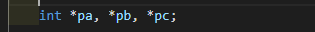 int *pa, *pb, *pc;